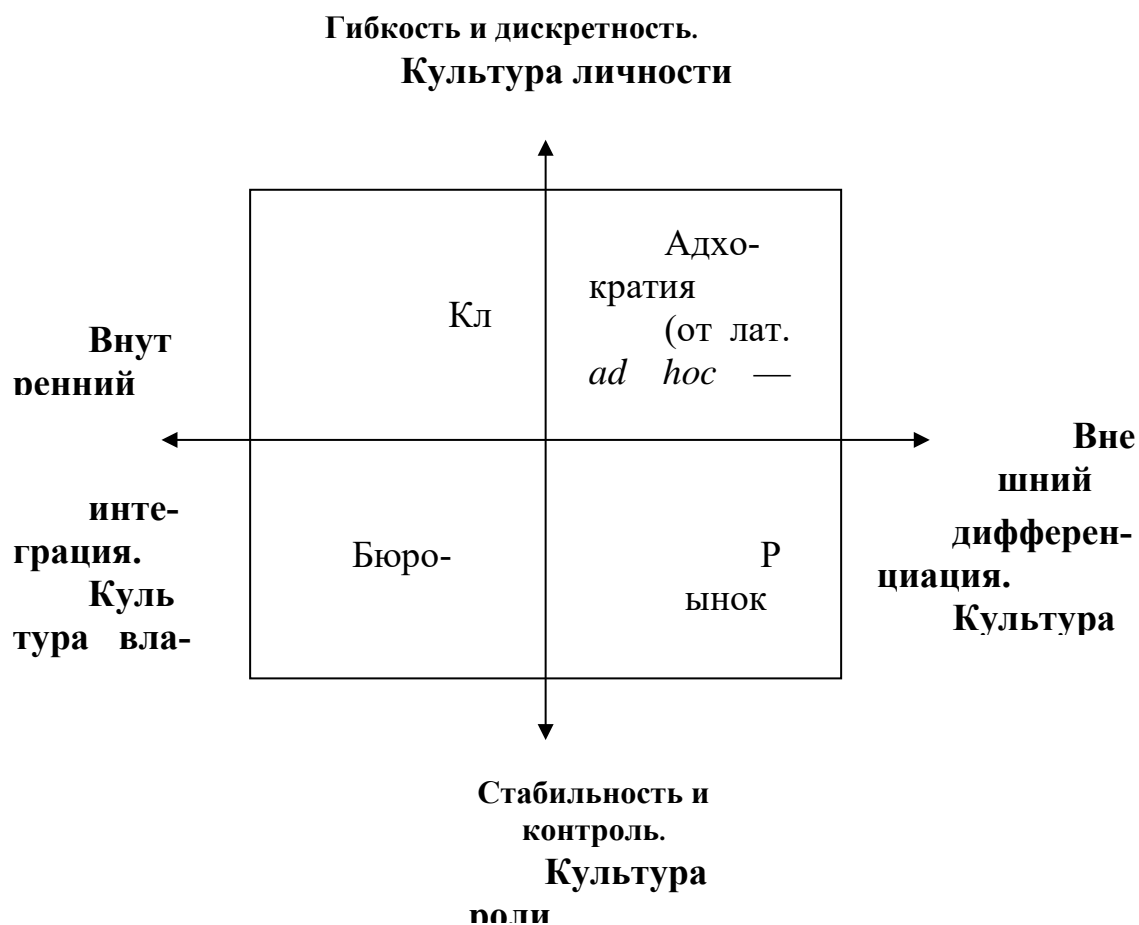 Гибкость и дискретность.
Культура личности
Адхо-
кратия
(от лат.
ad hoc —
Кл
Внут
ренний
Вне
шний
инте-
грация.
Куль
тура вла-
Бюро-
Р
ынок
дифферен-
циация.
Культура
Стабильность и
контроль.
Культура
роли